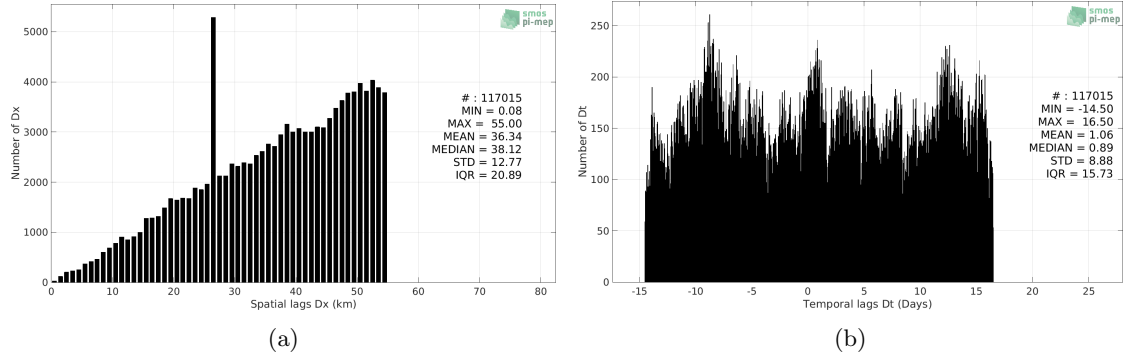 smos
pi-mep
5000
4000
3000
2000
1000
0
Number of Dx
# : 117015
MIN = 0.08
MAX = 55.00
MEAN = 36.34
MEDIAN = 38.12
STD = 12.77
IQR = 20.89
0 10 20 30 40 50 60 70 80
Spatial lags Dx (km)
(a)
smos
pi-mep
250
200
150
100
50
0
Number of Dt
# : 117015
MIN = -14.50
MAX = 16.50
MEAN = 1.06
MEDIAN = 0.89
STD = 8.88
IQR = 15.73
-15 -10 -5 0 5 10 15 20 25
Temporal lags Dt (Days)
(b)